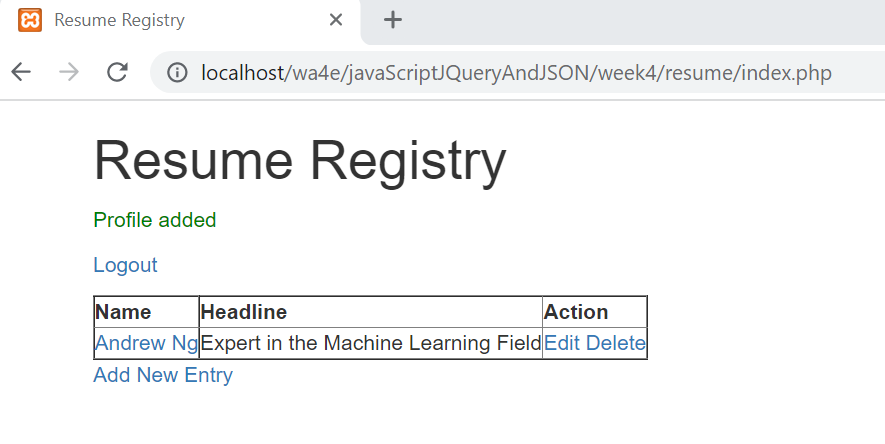 Resume Registry
localhost/wa4e/javaScriptJQueryAndJSON/week4/resume/index.php
Resume Registry
Profile added
Logout
Name Headline Action
Andrew Ng Expert in the Machine Learning Field Edit Delete
Add New Entry